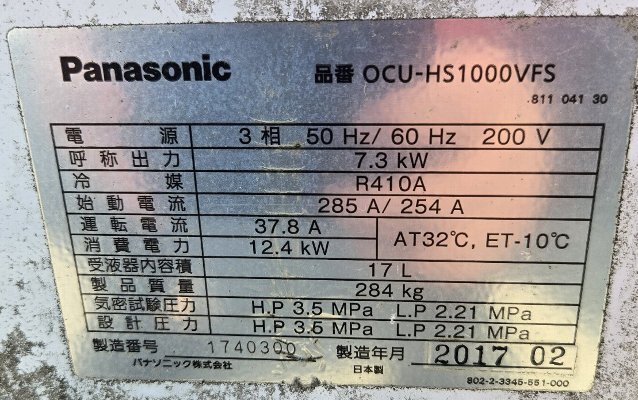 Panasonic 品番 OCU-HS1000VFS
811 041 30
電源 3相 50 Hz/ 60 Hz 200 V
呼称出力 7.3 kW
冷媒 R410A
始動電流 285 A/ 254 A
運転電流 37.8 A AT32℃, ET-10℃
消費電力 12.4 kW
受液器内容積 17 L
製品質量 284 kg
気密試験圧力 H.P 3.5 MPa L.P 2.21 MPa
設計圧力 H.P 3.5 MPa L.P 2.21 MPa
製造番号 1740300 製造年月 2017 02
パナソニック株式会社 日本製
802-2-3345-551-000